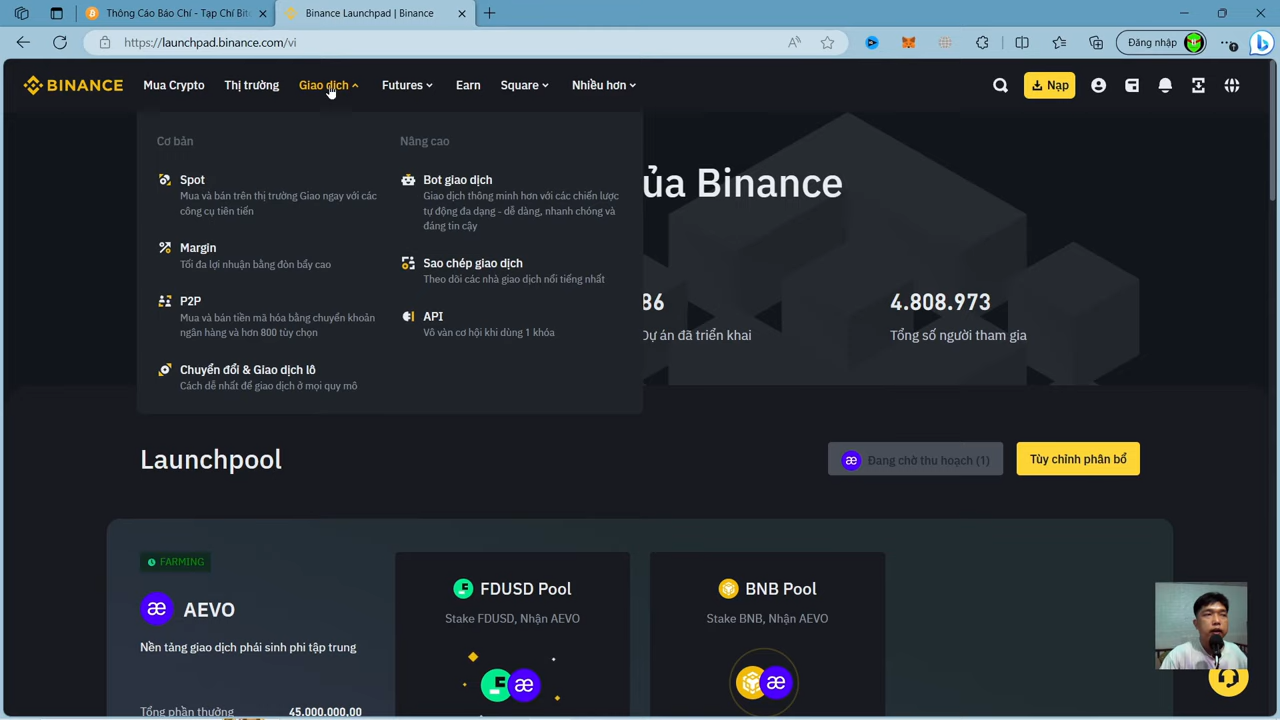 Thông Cáo Báo Chí - Tạp Chí Bit
Binance Launchpad | Binance
https://launchpad.binance.com/vi
Đăng nhập
BINANCE
Mua Crypto
Thị trường
Giao dịch
Futures
Earn
Square
Nhiều hơn
Nạp
Cơ bản
Spot
Mua và bán trên thị trường Giao ngay với các
công cụ tiên tiến
Margin
Tối đa lợi nhuận bằng đòn bẩy cao
P2P
Mua và bán tiền mã hóa bằng chuyển khoản
ngân hàng và hơn 800 tùy chọn
Chuyển đổi & Giao dịch lô
Cách dễ nhất để giao dịch ở mọi quy mô
Nâng cao
Bot giao dịch
Giao dịch thông minh hơn với các chiến lược
tự động đa dạng - dễ dàng, nhanh chóng và
đáng tin cậy
Sao chép giao dịch
Theo dõi các nhà giao dịch nổi tiếng nhất
API
Vô vàn cơ hội khi dùng 1 khóa
ủa Binance
86
Dự án đã triển khai
4.808.973
Tổng số người tham gia
Launchpool
Đang chờ thu hoạch (1)
Tùy chỉnh phân bổ
FARMING
AEVO
Nền tảng giao dịch phái sinh phi tập trung
Tổng phần thưởng
45.000.000,00
FDUSD Pool
Stake FDUSD, Nhận AEVO
BNB Pool
Stake BNB, Nhận AEVO